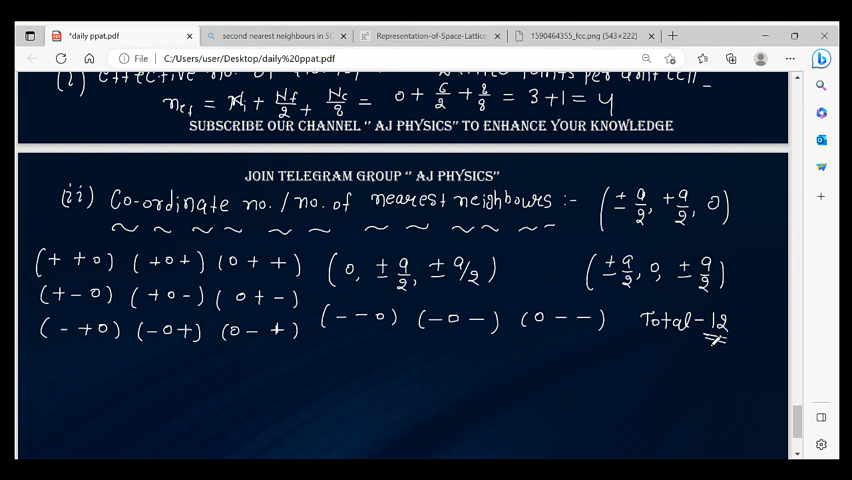 *daily ppat.pdf
second nearest neighbours in SC
Representation-of-Space-Lattice
1590464355_fcc.png (543×222)
File C:/Users/user/Desktop/daily%20ppat.pdf
n_ef = N_i + N_f/2 + N_c/8 = 0 + 6/2 + 8/8 = 3 + 1 = 4
SUBSCRIBE OUR CHANNEL “ AJ PHYSICS” TO ENHANCE YOUR KNOWLEDGE
JOIN TELEGRAM GROUP “ AJ PHYSICS”
(ii) Co-ordinate no. / no. of nearest neighbours :- (± a/2, ± a/2, 0)
(+ + 0) (+ 0 +) (0 + +) (0, ± a/2, ± a/2) (± a/2, 0, ± a/2)
(+ - 0) (+ 0 -) (0 + -)
(- + 0) (- 0 +) (0 - +) (- - 0) (- 0 -) (0 - -) Total - 12